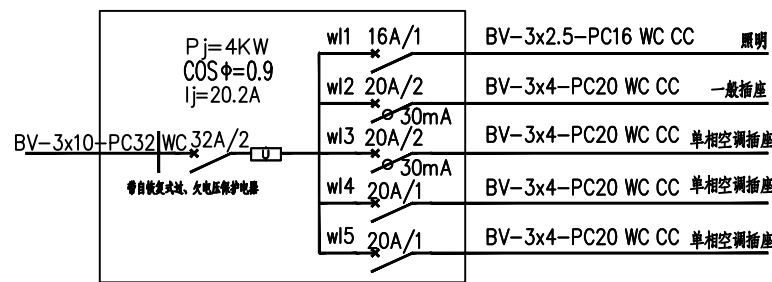 Pj=4KW
COSΦ=0.9
Ij=20.2A
BV-3x10-PC32 WC 32A/2
U
带自恢复式过、欠电压保护电器
wl1 16A/1 BV-3x2.5-PC16 WC CC 照明
wl2 20A/2 BV-3x4-PC20 WC CC 一般插座
30mA
wl3 20A/2 BV-3x4-PC20 WC CC 单相空调插座
30mA
wl4 20A/1 BV-3x4-PC20 WC CC 单相空调插座
wl5 20A/1 BV-3x4-PC20 WC CC 单相空调插座